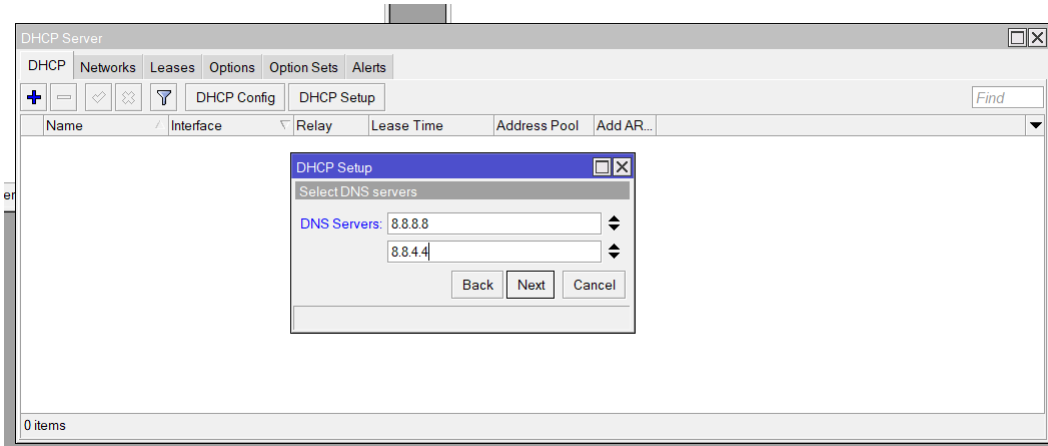 DHCP Server
DHCP Networks Leases Options Option Sets Alerts
DHCP Config DHCP Setup Find
Name Interface Relay Lease Time Address Pool Add AR...
DHCP Setup
Select DNS servers
er
DNS Servers: 8.8.8.8
8.8.4.4
Back Next Cancel
0 items